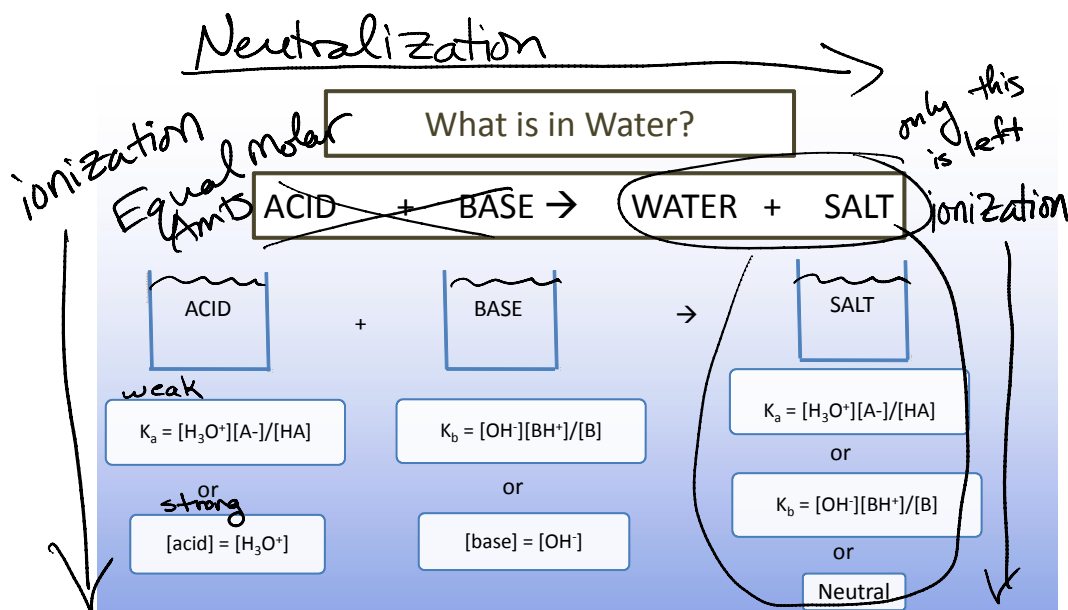 Neutralization
What is in Water?
only this
is left
ionization
Equal molar
Amts
ACID + BASE → WATER + SALT
ionization
ACID + BASE → SALT
weak
Kₐ = [H₃O⁺][A-]/[HA]
or
strong
[acid] = [H₃O⁺]
K_b = [OH⁻][BH⁺]/[B]
or
[base] = [OH⁻]
Kₐ = [H₃O⁺][A-]/[HA]
or
K_b = [OH⁻][BH⁺]/[B]
or
Neutral